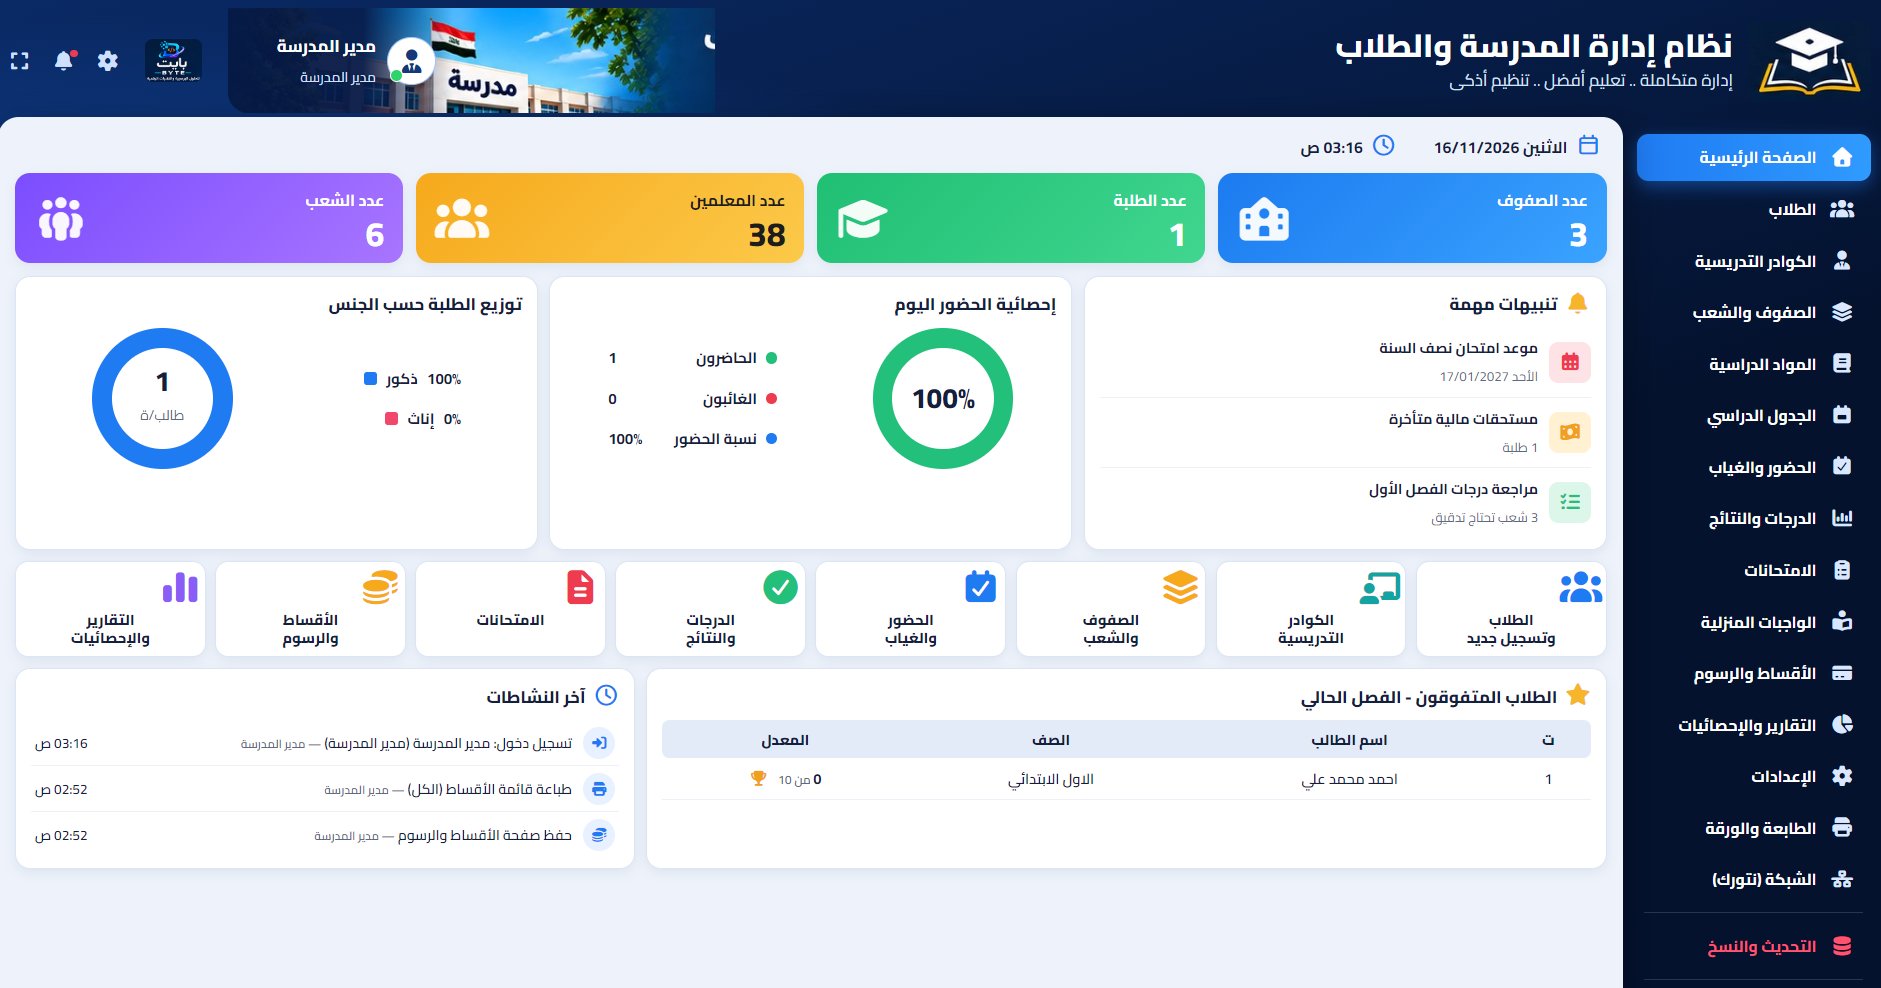 نظام إدارة المدرسة والطلاب
إدارة متكاملة .. تعليم أفضل .. تنظيم أذكى
مدرسة
مدير المدرسة
مدير المدرسة
بايت
BYTE
الصفحة الرئيسية
الطلاب
الكوادر التدريسية
الصفوف والشعب
المواد الدراسية
الجدول الدراسي
الحضور والغياب
الدرجات والنتائج
الامتحانات
الواجبات المنزلية
الأقساط والرسوم
التقارير والإحصائيات
الإعدادات
الطابعة والورقة
الشبكة (نتورك)
التحديث والنسخ
الاثنين 16/11/2026
03:16 ص
عدد الصفوف
3
عدد الطلبة
1
عدد المعلمين
38
عدد الشعب
6
تنبيهات مهمة
موعد امتحان نصف السنة
الأحد 17/01/2027
مستحقات مالية متأخرة
1 طلبة
مراجعة درجات الفصل الأول
3 شعب تحتاج تدقيق
إحصائية الحضور اليوم
100%
الحاضرون 1
الغائبون 0
نسبة الحضور 100%
توزيع الطلبة حسب الجنس
100% ذكور
0% إناث
1
طالب/ة
الطلاب
وتسجيل جديد
الكوادر
التدريسية
الصفوف
والشعب
الحضور
والغياب
الدرجات
والنتائج
الامتحانات
الأقساط
والرسوم
التقارير
والإحصائيات
الطلاب المتفوقون - الفصل الحالي
ت اسم الطالب الصف المعدل
1 احمد محمد علي الاول الابتدائي 0 من 10
آخر النشاطات
تسجيل دخول: مدير المدرسة (مدير المدرسة) — مدير المدرسة 03:16 ص
طباعة قائمة الأقساط (الكل) — مدير المدرسة 02:52 ص
حفظ صفحة الأقساط والرسوم — مدير المدرسة 02:52 ص